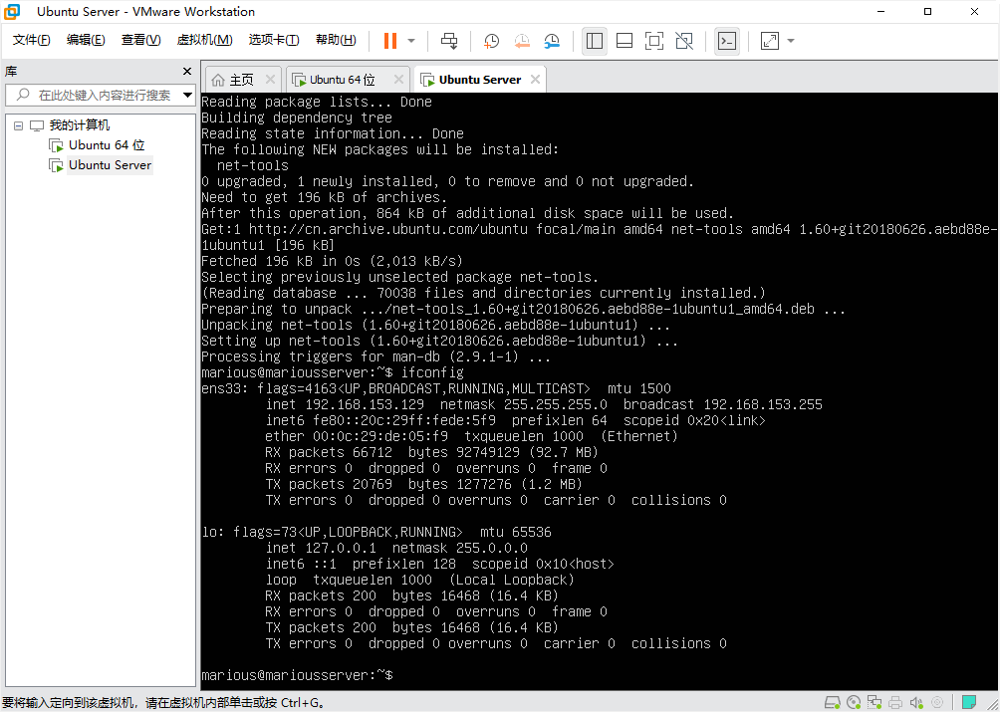 Ubuntu Server - VMware Workstation
文件(F) 编辑(E) 查看(V) 虚拟机(M) 选项卡(T) 帮助(H)
库
主页 Ubuntu 64 位 Ubuntu Server
在此处键入内容进行搜索
我的计算机
Ubuntu 64 位
Ubuntu Server
Reading package lists... Done
Building dependency tree
Reading state information... Done
The following NEW packages will be installed:
  net-tools
0 upgraded, 1 newly installed, 0 to remove and 0 not upgraded.
Need to get 196 kB of archives.
After this operation, 864 kB of additional disk space will be used.
Get:1 http://cn.archive.ubuntu.com/ubuntu focal/main amd64 net-tools amd64 1.60+git20180626.aebd88e-
1ubuntu1 [196 kB]
Fetched 196 kB in 0s (2,013 kB/s)
Selecting previously unselected package net-tools.
(Reading database ... 70038 files and directories currently installed.)
Preparing to unpack .../net-tools_1.60+git20180626.aebd88e-1ubuntu1_amd64.deb ...
Unpacking net-tools (1.60+git20180626.aebd88e-1ubuntu1) ...
Setting up net-tools (1.60+git20180626.aebd88e-1ubuntu1) ...
Processing triggers for man-db (2.9.1-1) ...
marious@mariousserver:~$ ifconfig
ens33: flags=4163<UP,BROADCAST,RUNNING,MULTICAST>  mtu 1500
        inet 192.168.153.129  netmask 255.255.255.0  broadcast 192.168.153.255
        inet6 fe80::20c:29ff:fede:5f9  prefixlen 64  scopeid 0x20<link>
        ether 00:0c:29:de:05:f9  txqueuelen 1000  (Ethernet)
        RX packets 66712  bytes 92749129 (92.7 MB)
        RX errors 0  dropped 0  overruns 0  frame 0
        TX packets 20769  bytes 1277276 (1.2 MB)
        TX errors 0  dropped 0 overruns 0  carrier 0  collisions 0
lo: flags=73<UP,LOOPBACK,RUNNING>  mtu 65536
        inet 127.0.0.1  netmask 255.0.0.0
        inet6 ::1  prefixlen 128  scopeid 0x10<host>
        loop  txqueuelen 1000  (Local Loopback)
        RX packets 200  bytes 16468 (16.4 KB)
        RX errors 0  dropped 0  overruns 0  frame 0
        TX packets 200  bytes 16468 (16.4 KB)
        TX errors 0  dropped 0 overruns 0  carrier 0  collisions 0
marious@mariousserver:~$
要将输入定向到该虚拟机，请在虚拟机内部单击或按 Ctrl+G。